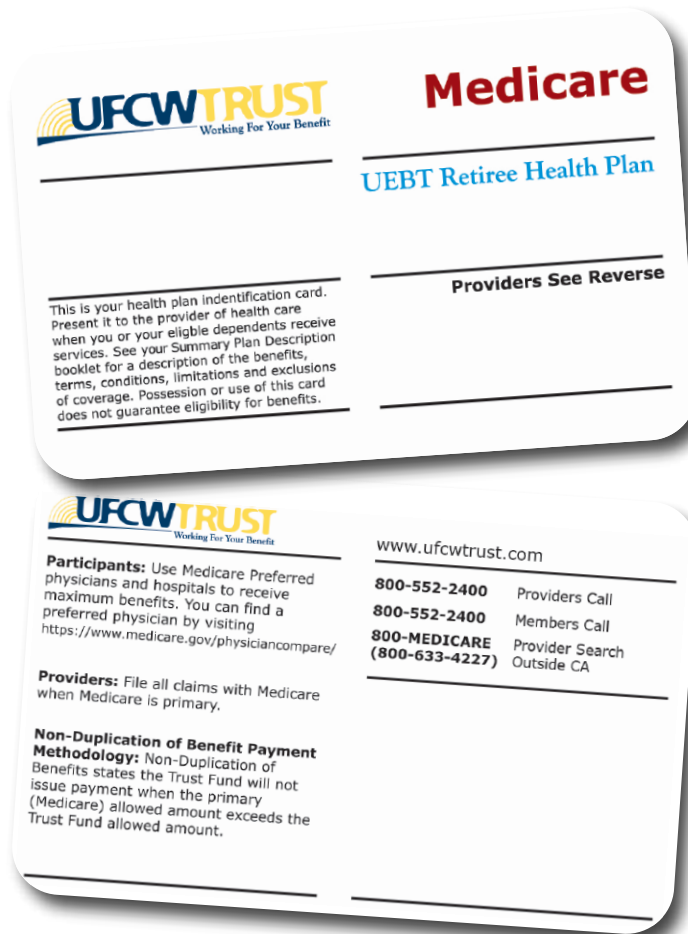 UFCWTRUST
Working For Your Benefit
Medicare
UEBT Retiree Health Plan
Providers See Reverse
This is your health plan indentification card.
Present it to the provider of health care
when you or your eligble dependents receive
services. See your Summary Plan Description
booklet for a description of the benefits,
terms, conditions, limitations and exclusions
of coverage. Possession or use of this card
does not guarantee eligibility for benefits.
UFCWTRUST
Working For Your Benefit
Participants: Use Medicare Preferred
physicians and hospitals to receive
maximum benefits. You can find a
preferred physician by visiting
https://www.medicare.gov/physiciancompare/
Providers: File all claims with Medicare
when Medicare is primary.
Non-Duplication of Benefit Payment
Methodology: Non-Duplication of
Benefits states the Trust Fund will not
issue payment when the primary
(Medicare) allowed amount exceeds the
Trust Fund allowed amount.
www.ufcwtrust.com
800-552-2400 Providers Call
800-552-2400 Members Call
800-MEDICARE Provider Search
(800-633-4227) Outside CA